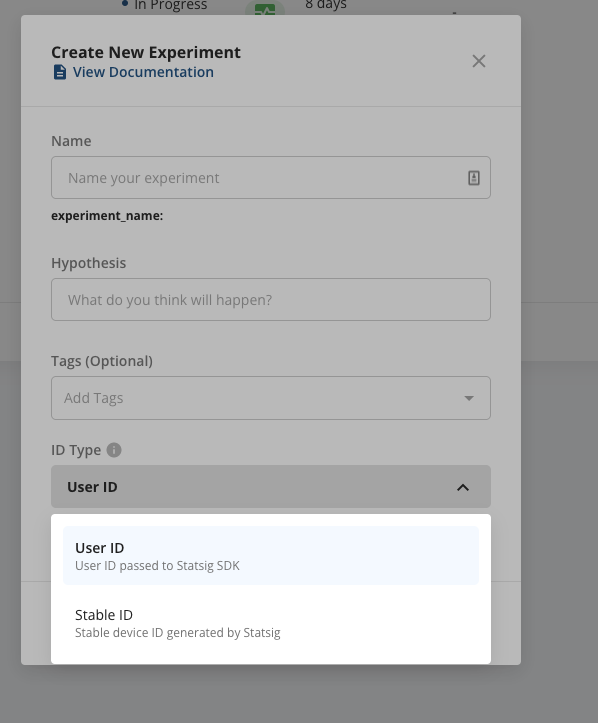 In Progress
8 days
Create New Experiment
View Documentation
Name
Name your experiment
experiment_name:
Hypothesis
What do you think will happen?
Tags (Optional)
Add Tags
ID Type
User ID
User ID
User ID passed to Statsig SDK
Stable ID
Stable device ID generated by Statsig